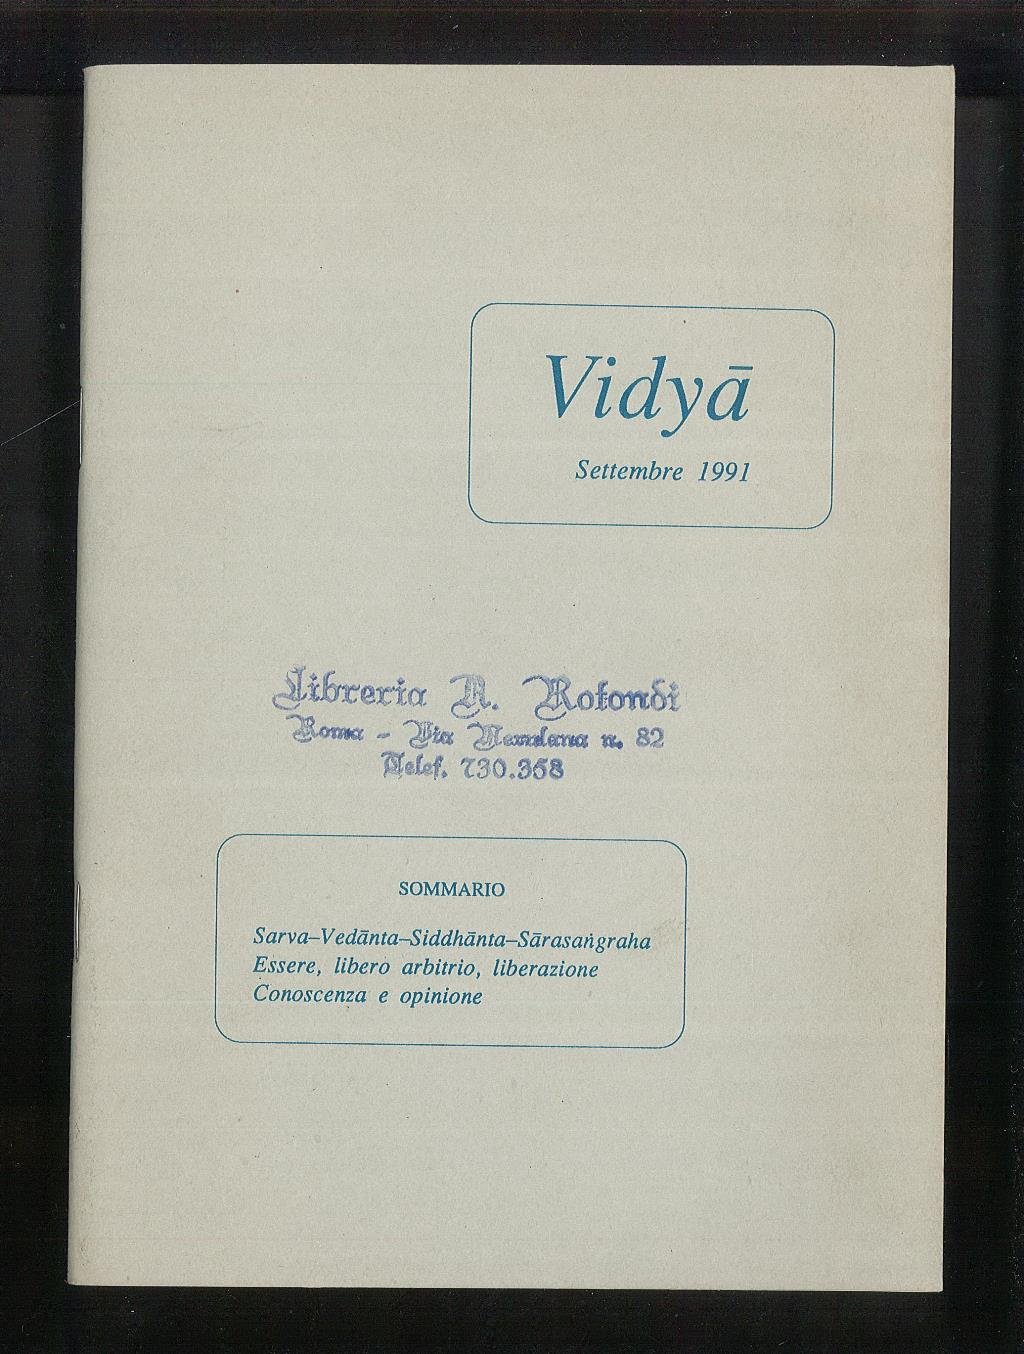 Vidyā
Settembre 1991
Libreria A. Rotondi
Roma - Via Merulana n. 82
Telef. 730.358
SOMMARIO
Sarva–Vedānta–Siddhānta–Sārasaṅgraha
Essere, libero arbitrio, liberazione
Conoscenza e opinione